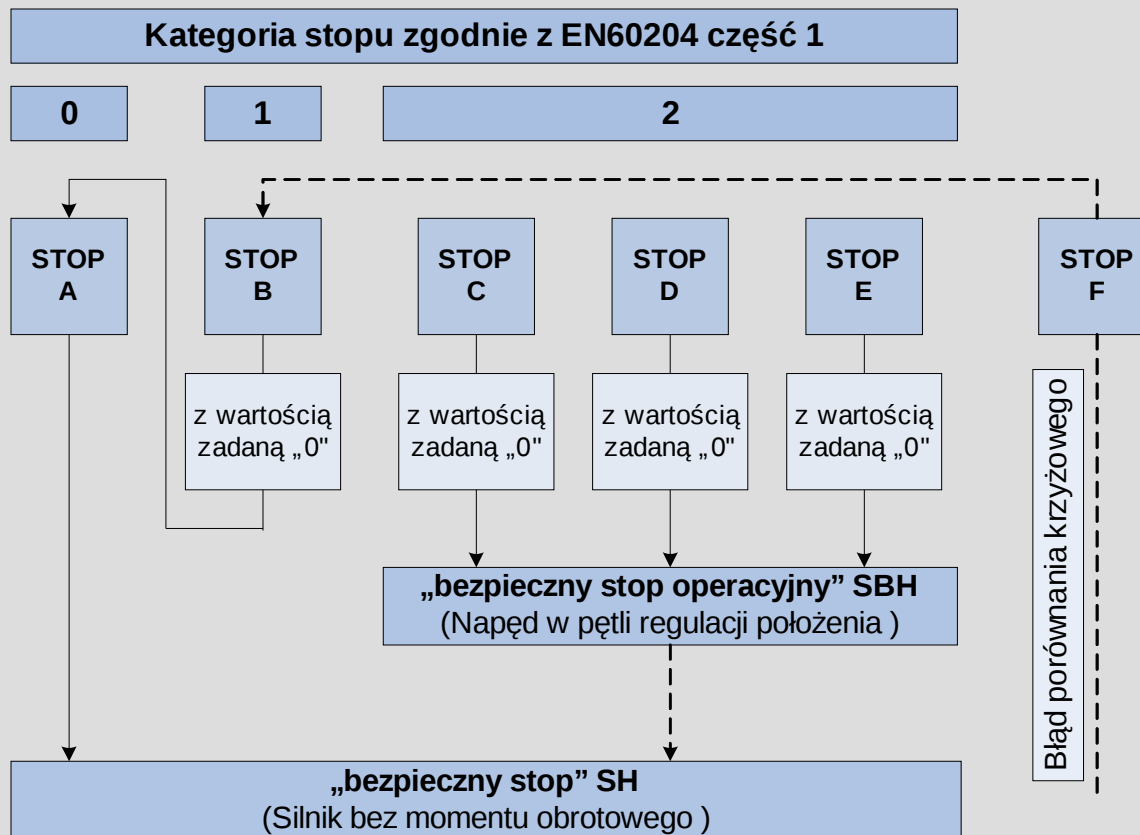 Kategoria stopu zgodnie z EN60204 część 1
0
1
2
STOP
A
STOP
B
STOP
C
STOP
D
STOP
E
STOP
F
z wartością
zadaną „0"
z wartością
zadaną „0"
z wartością
zadaną „0"
z wartością
zadaną „0"
Błąd porównania krzyżowego
„bezpieczny stop operacyjny” SBH
(Napęd w pętli regulacji położenia )
„bezpieczny stop” SH
(Silnik bez momentu obrotowego )